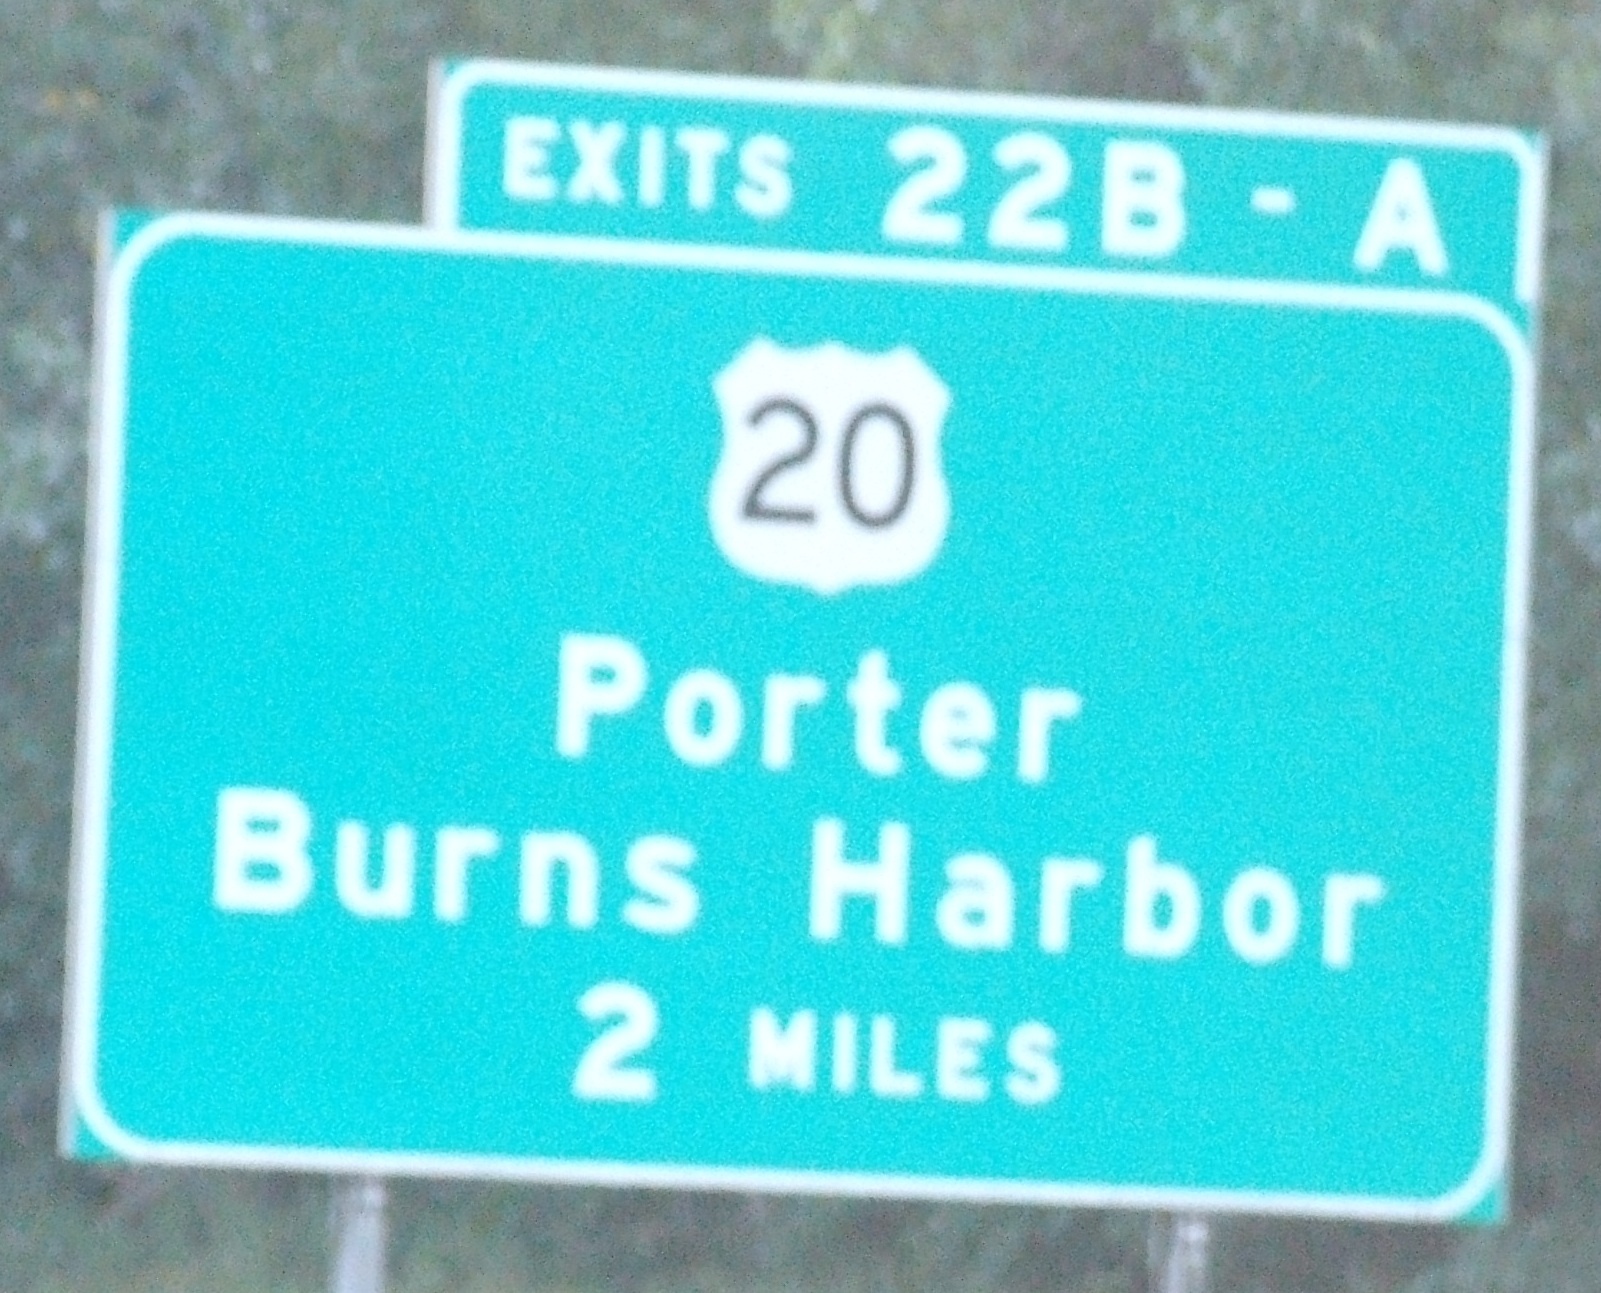 EXITS 22B - A
20
Porter
Burns Harbor
2 MILES